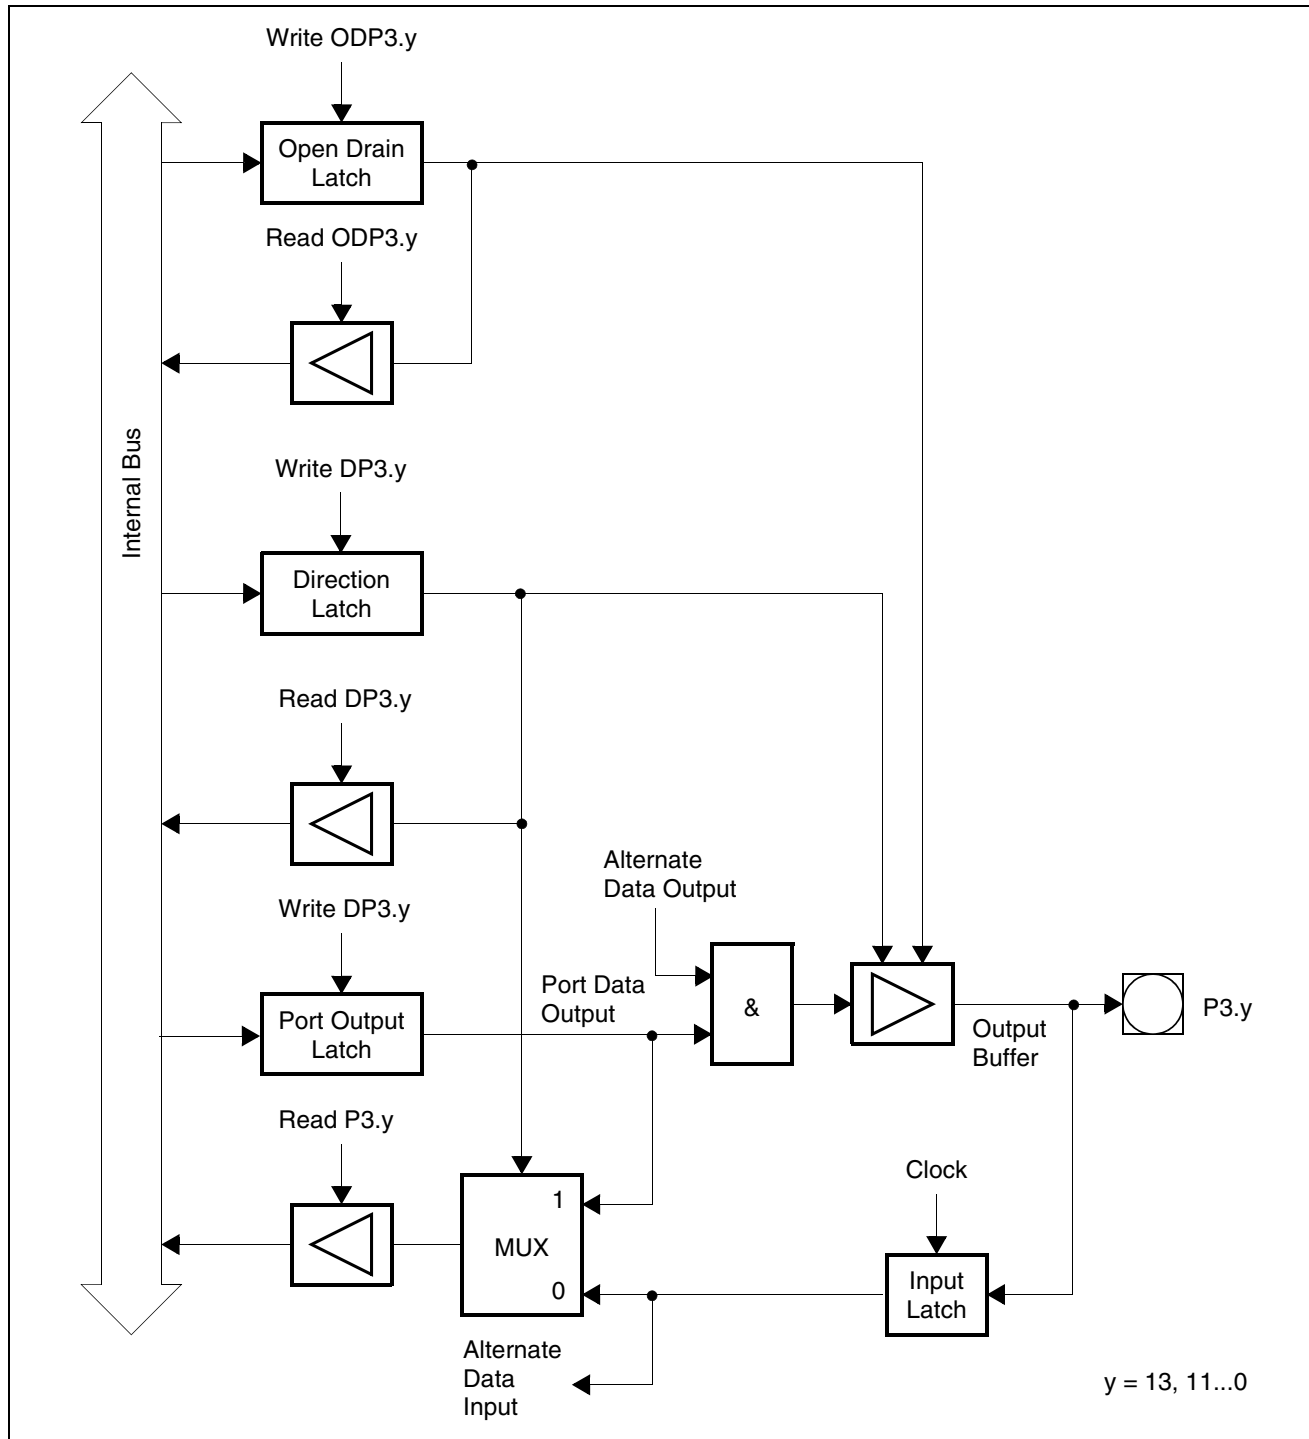 Write ODP3.y
Open Drain
Latch
Read ODP3.y
Internal Bus
Write DP3.y
Direction
Latch
Read DP3.y
Alternate
Data Output
Write DP3.y
Port Data
Output
Port Output
Latch
&
Output
Buffer
P3.y
Read P3.y
1
MUX
0
Clock
Input
Latch
Alternate
Data
Input
y = 13, 11...0